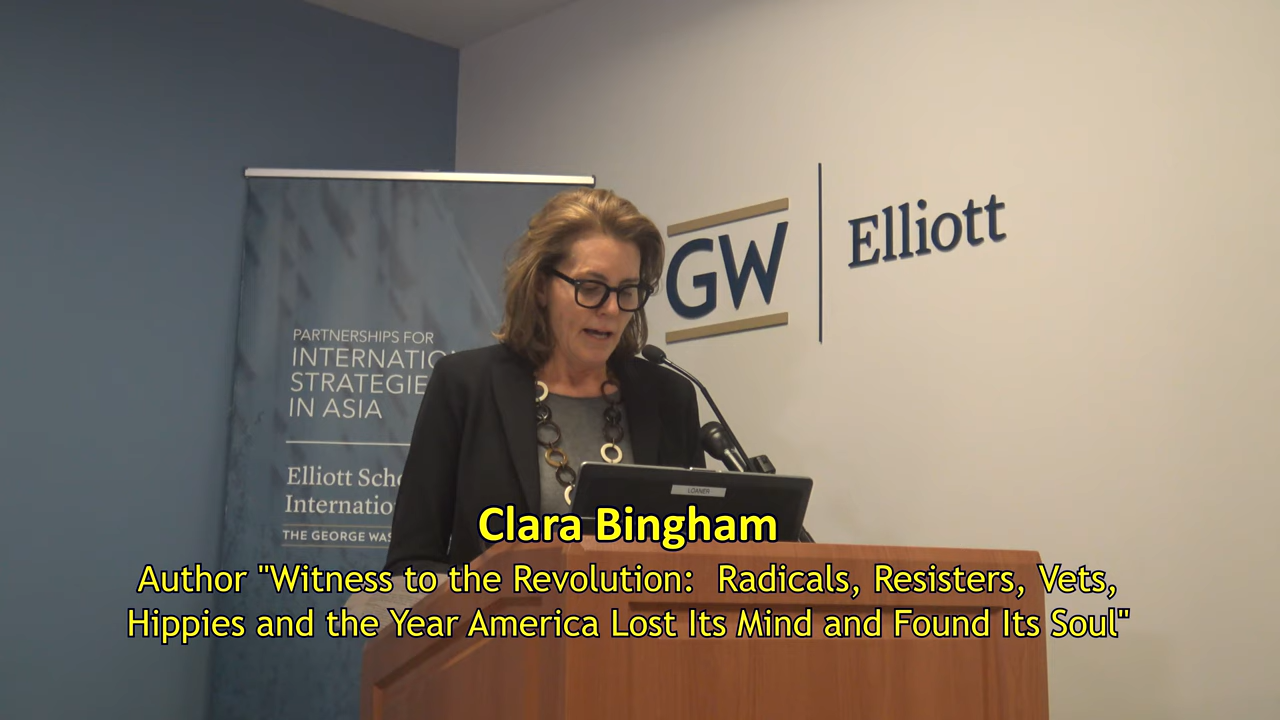 GW
Elliott
PARTNERSHIPS FOR
INTERNATIO
STRATEGIE
IN ASIA
Elliott Scho
Internatio
THE GEORGE WAS
LOANER
Clara Bingham
Author "Witness to the Revolution: Radicals, Resisters, Vets,
Hippies and the Year America Lost Its Mind and Found Its Soul"